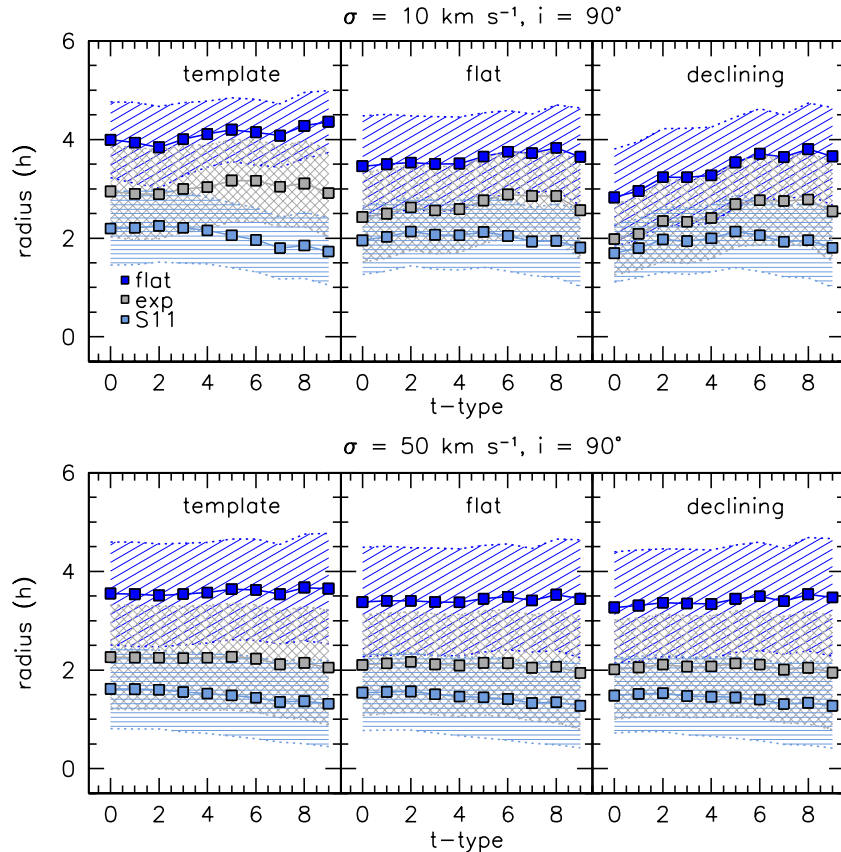 σ = 10 km s⁻¹, i = 90°
template flat declining
6
4
2
0
radius (h)
flat
exp
S11
0 2 4 6 8 0 2 4 6 8 0 2 4 6 8
t-type
σ = 50 km s⁻¹, i = 90°
template flat declining
6
4
2
0
radius (h)
0 2 4 6 8 0 2 4 6 8 0 2 4 6 8
t-type